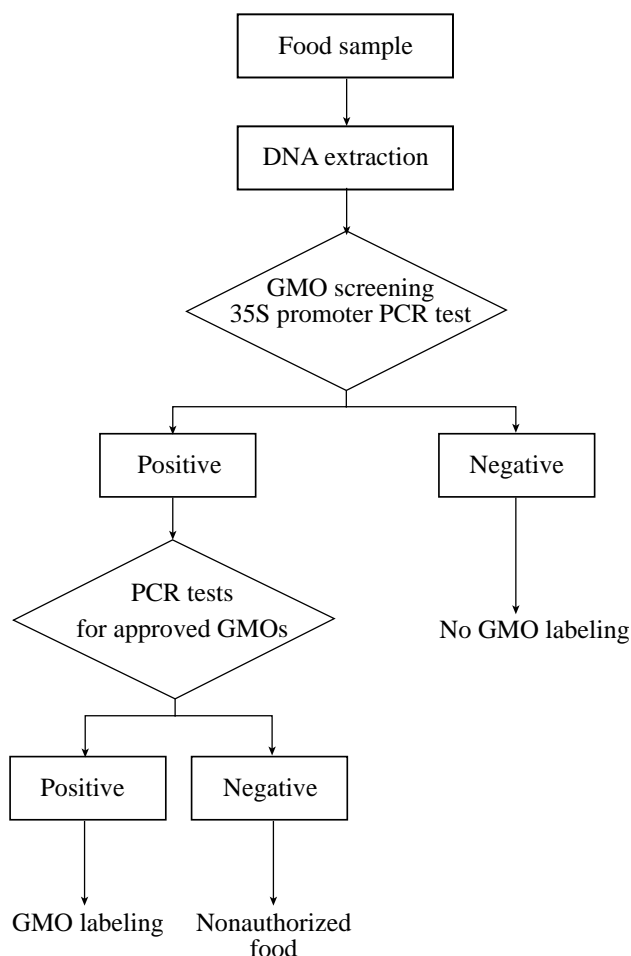 Food sample
DNA extraction
GMO screening
35S promoter PCR test
Positive
Negative
PCR tests
for approved GMOs
No GMO labeling
Positive
Negative
GMO labeling
Nonauthorized
food